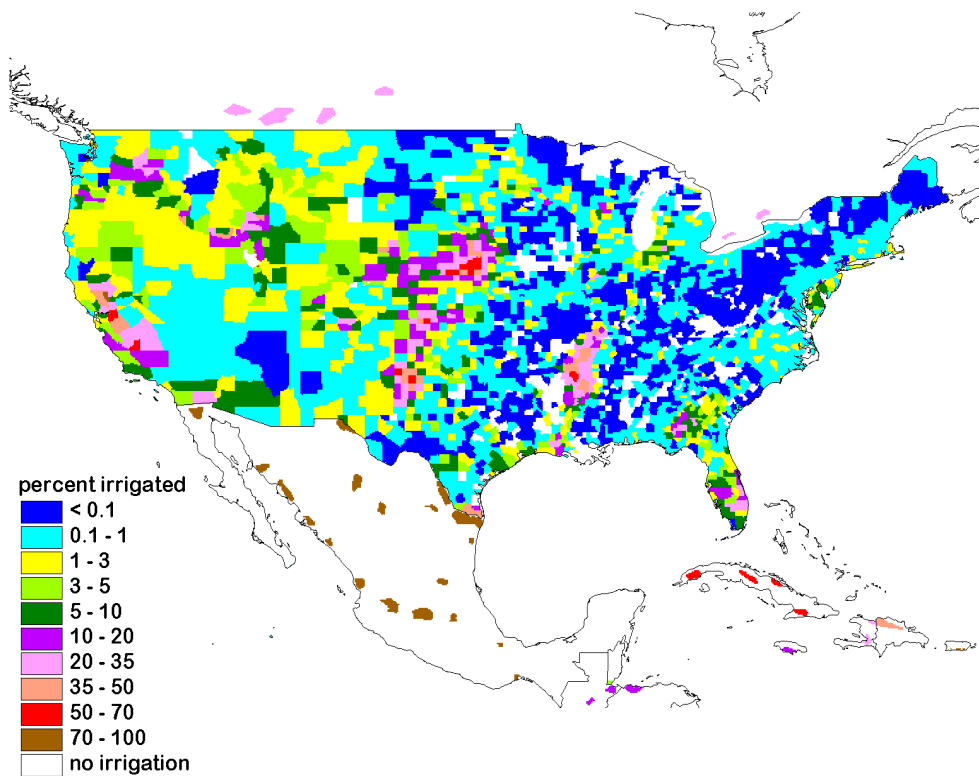 percent irrigated
< 0.1
0.1 - 1
1 - 3
3 - 5
5 - 10
10 - 20
20 - 35
35 - 50
50 - 70
70 - 100
no irrigation